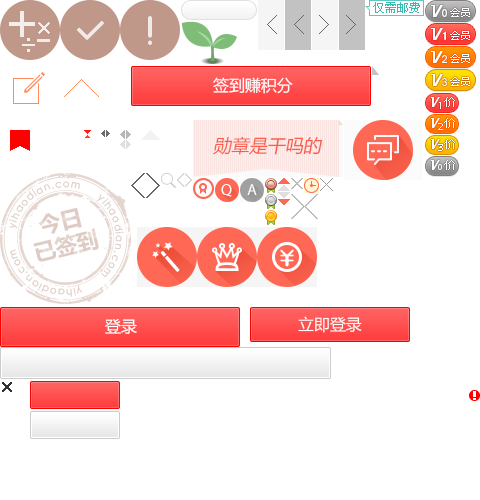 仅需邮费
V0会员
V1会员
V2会员
V3会员
V1价
V2价
V3价
V0价
签到赚积分
勋章是干吗的
Q
A
yihaodian.com
今日
已签到
yihaodian.com
¥
登录
立即登录